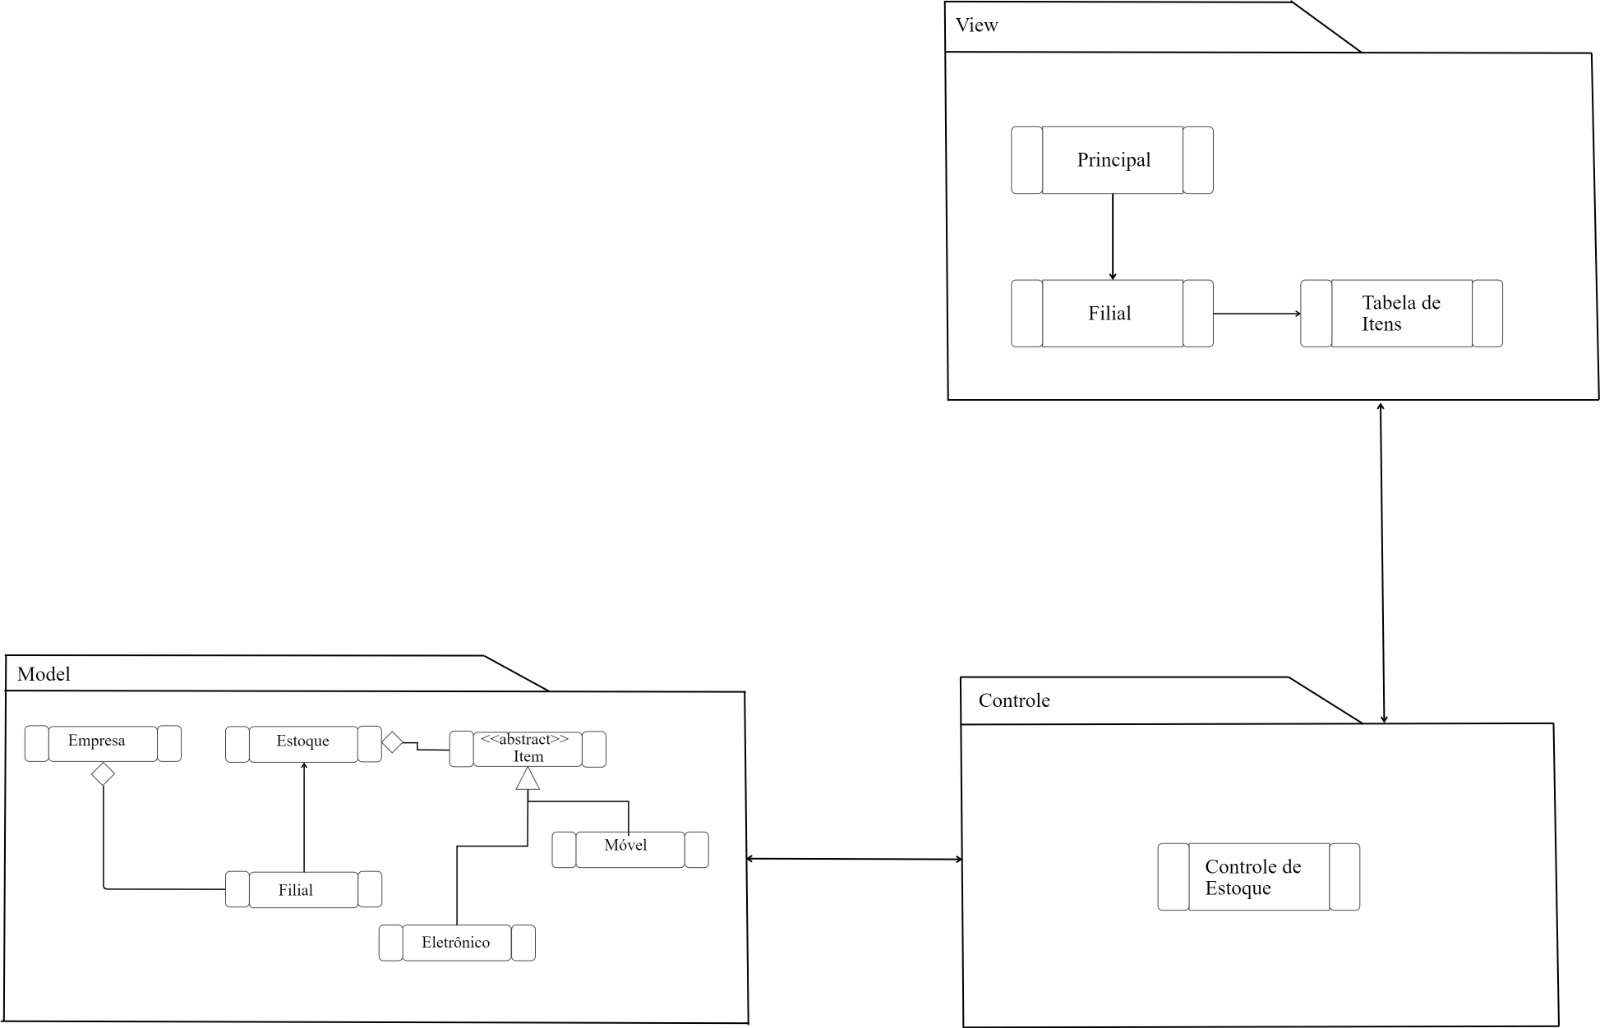 View
Principal
Filial
Tabela de
Itens
Model
Empresa
Estoque
<<abstract>>
Item
Móvel
Filial
Eletrônico
Controle
Controle de
Estoque